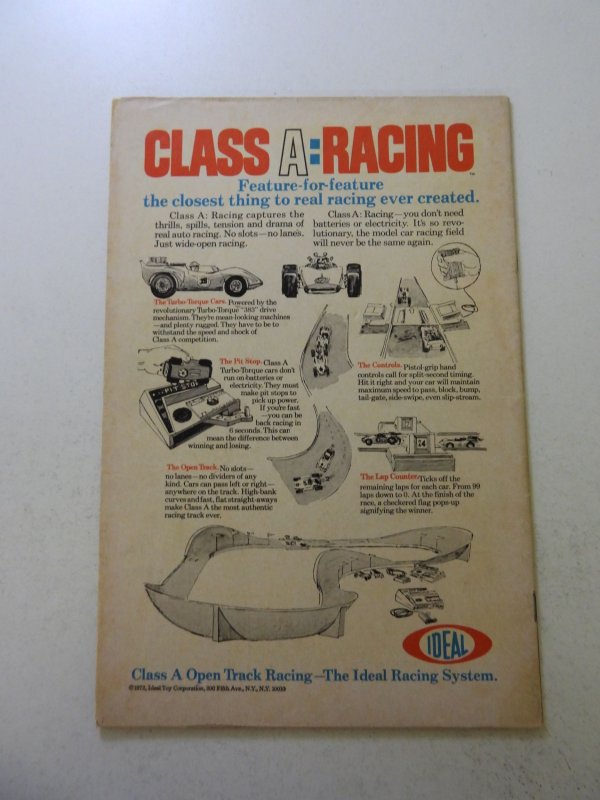 CLASS A:RACING
TM
Feature-for-feature
the closest thing to real racing ever created.
Class A: Racing captures the
thrills, spills, tension and drama of
real auto racing. No slots—no lanes.
Just wide-open racing.
Class A: Racing—you don't need
batteries or electricity. It's so revo-
lutionary, the model car racing field
will never be the same again.
The Turbo-Torque Cars. Powered by the
revolutionary Turbo-Torque "385" drive
mechanism. They're mean-looking machines
—and plenty rugged. They have to be to
withstand the speed and shock of
Class A competition.
The Pit Stop. Class A
Turbo-Torque cars don't
run on batteries or
electricity. They must
make pit stops to
pick up power.
If you're fast
—you can be
back racing in
6 seconds. This can
mean the difference between
winning and losing.
PIT STOP
The Controls. Pistol-grip hand
controls call for split-second timing.
Hit it right and your car will maintain
maximum speed to pass, block, bump,
tail-gate, side-swipe, even slip-stream.
The Open Track. No slots—
no lanes—no dividers of any
kind. Cars can pass left or right—
anywhere on the track. High-bank
curves and fast, flat straight-aways
make Class A the most authentic
racing track ever.
24
The Lap Counter. Ticks off the
remaining laps for each car. From 99
laps down to 0. At the finish of the
race, a checkered flag pops-up
signifying the winner.
IDEAL
Class A Open Track Racing—The Ideal Racing System.
Ideal Toy Corporation, 200 Fifth Ave., N.Y., N.Y. 10010